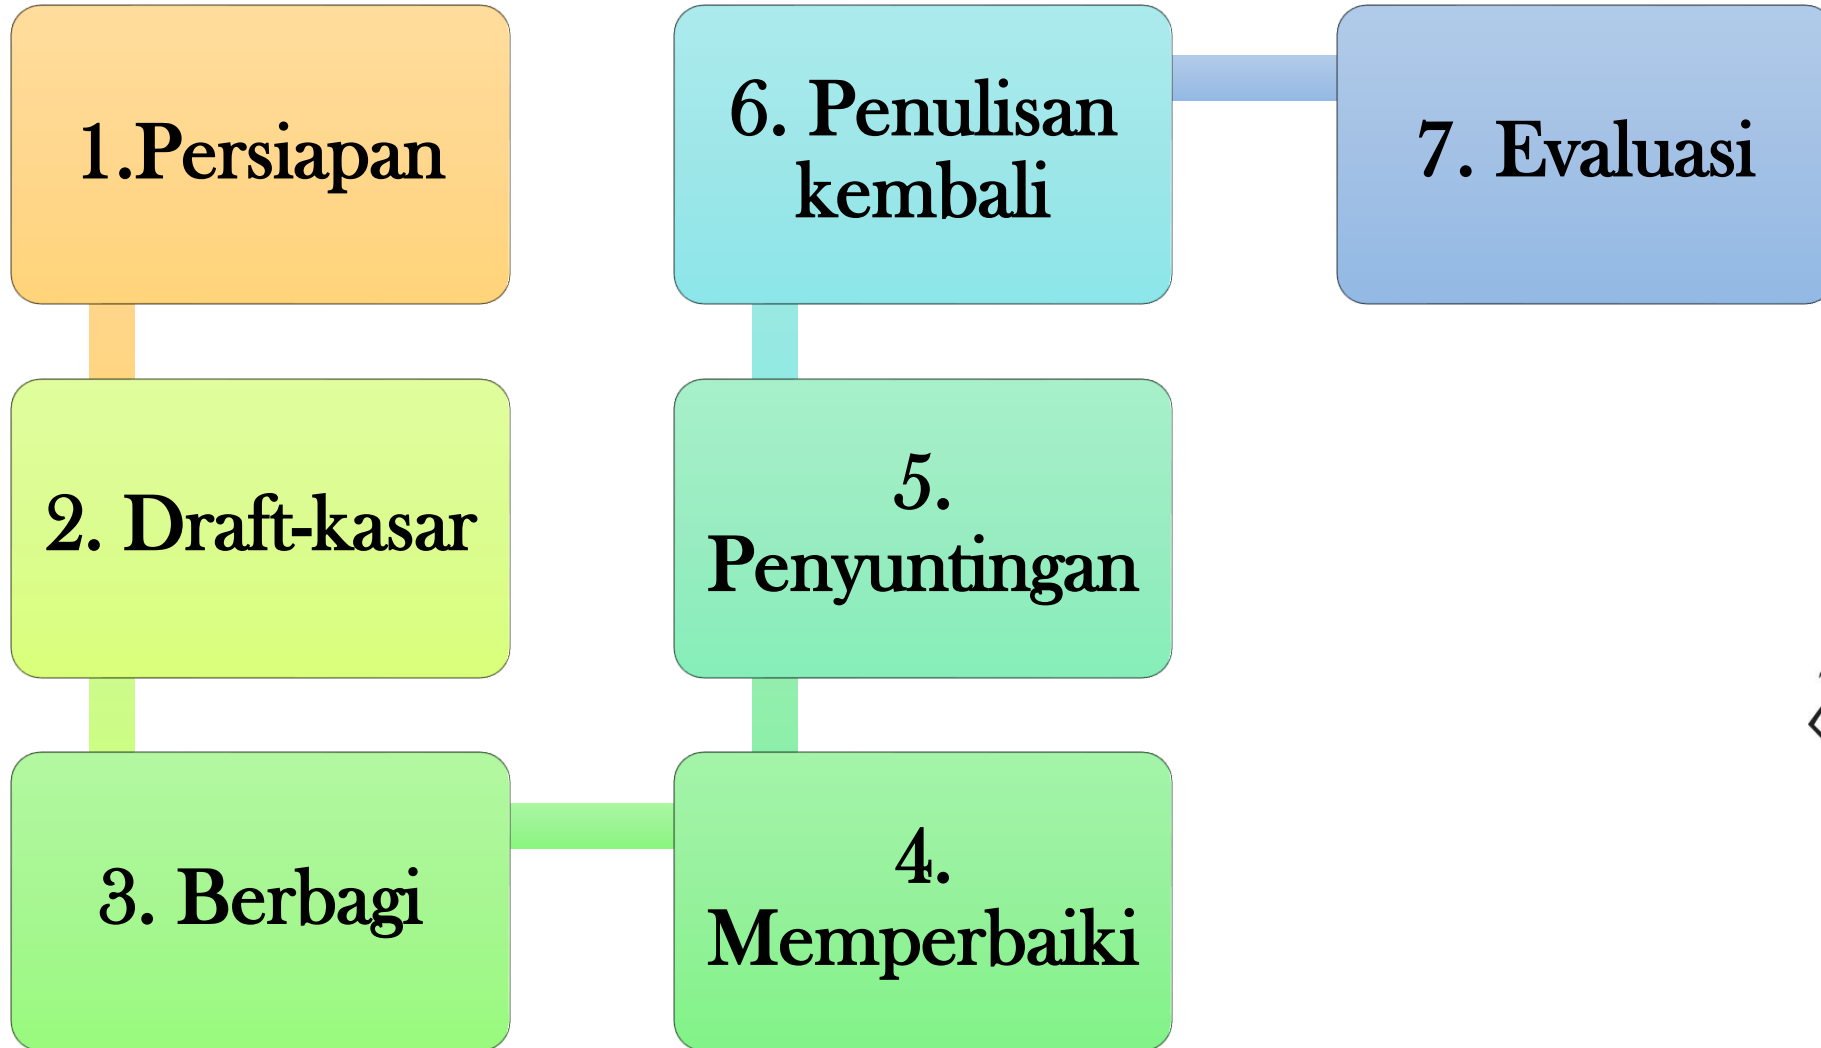 1.Persiapan
2. Draft-kasar
3. Berbagi
4.
Memperbaiki
5.
Penyuntingan
6. Penulisan
kembali
7. Evaluasi